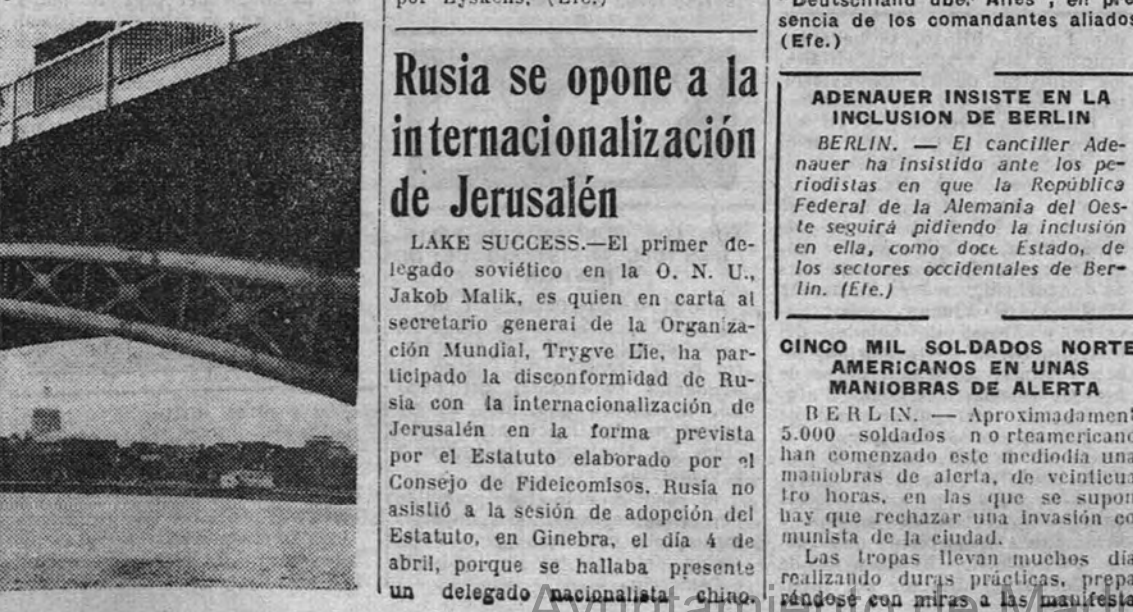 por Eyskens. (Efe.)
Rusia se opone a la
internacionalización
de Jerusalén
LAKE SUCCESS.—El primer de-
legado soviético en la O. N. U.,
Jakob Malik, es quien en carta al
secretario general de la Organiza-
ción Mundial, Trygve Lie, ha par-
ticipado la disconformidad de Ru-
sia con la internacionalización de
Jerusalén en la forma prevista
por el Estatuto elaborado por el
Consejo de Fideicomisos. Rusia no
asistió a la sesión de adopción del
Estatuto, en Ginebra, el día 4 de
abril, porque se hallaba presente
un delegado nacionalista chino.
sencia de los comandantes aliados
(Efe.)
ADENAUER INSISTE EN LA
INCLUSION DE BERLIN
BERLIN. — El canciller Ade-
nauer ha insistido ante los pe-
riodistas en que la República
Federal de la Alemania del Oes-
te seguirá pidiendo la inclusión
en ella, como doce Estado, de
los sectores occidentales de Ber-
lin. (Efe.)
CINCO MIL SOLDADOS NORTE
AMERICANOS EN UNAS
MANIOBRAS DE ALERTA
BERLIN. — Aproximadament
5.000 soldados norteamericano
han comenzado este mediodía una
maniobras de alerta, de veinticua
tro horas, en las que se supon
hay que rechazar una invasión co
munista de la ciudad.
Las tropas llevan muchos día
realizando duras prácticas, prepa
rándose con miras a las manifesta
Ayuntamiento de